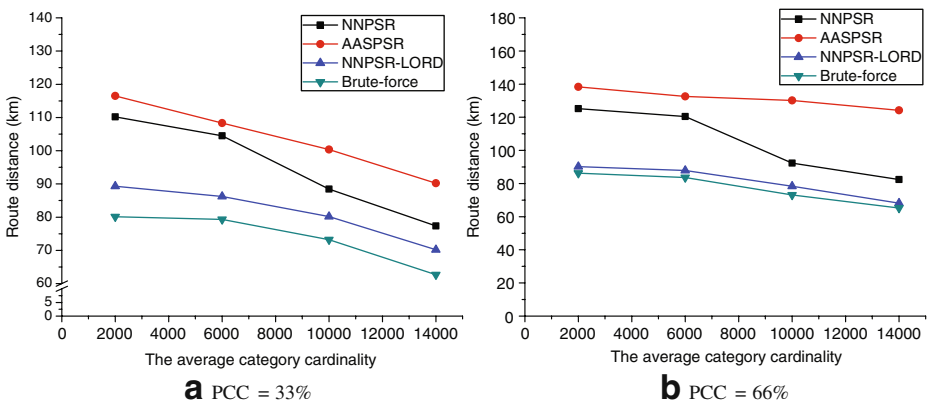 140
130
120
110
100
90
80
70
60
5
0
Route distance (km)
NNPSR
AASPSR
NNPSR-LORD
Brute-force
0 2000 4000 6000 8000 10000 12000 14000
The average category cardinality
a PCC = 33%
180
160
140
120
100
80
60
40
20
0
Route distance (km)
NNPSR
AASPSR
NNPSR-LORD
Brute-force
0 2000 4000 6000 8000 10000 12000 14000
The average category cardinality
b PCC = 66%